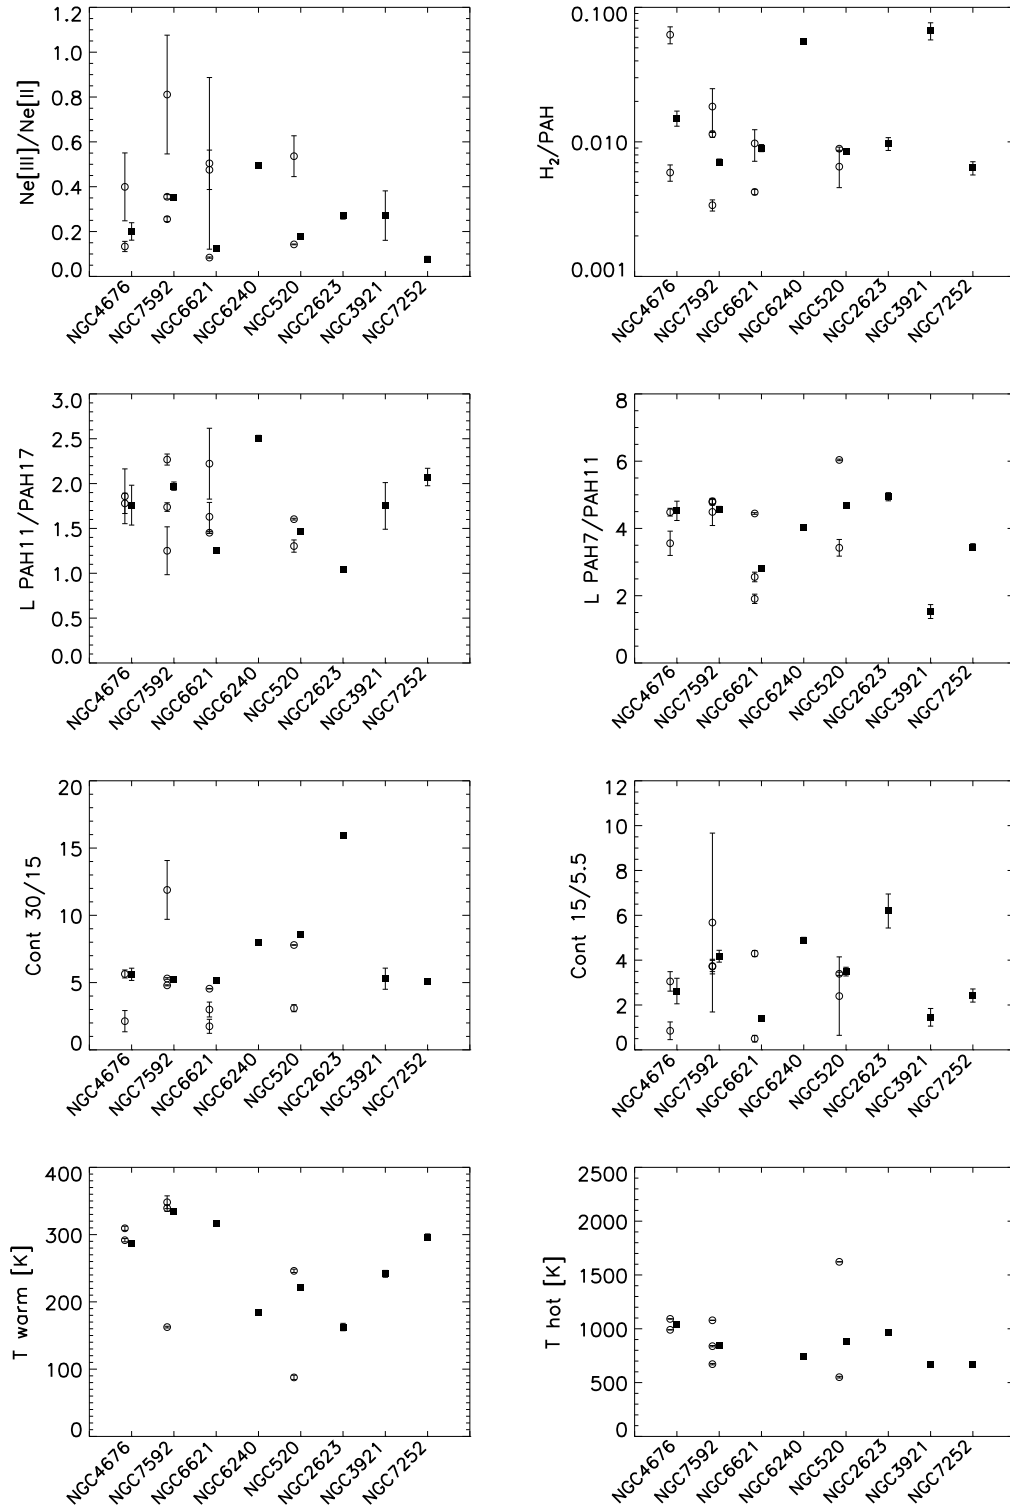 1.2
1.0
0.8
0.6
0.4
0.2
0.0
Ne[III]/Ne[II]
NGC4676
NGC7592
NGC6621
NGC6240
NGC520
NGC2623
NGC3921
NGC7252
0.100
0.010
0.001
H2/PAH
NGC4676
NGC7592
NGC6621
NGC6240
NGC520
NGC2623
NGC3921
NGC7252
3.0
2.5
2.0
1.5
1.0
0.5
0.0
L PAH11/PAH17
NGC4676
NGC7592
NGC6621
NGC6240
NGC520
NGC2623
NGC3921
NGC7252
8
6
4
2
0
L PAH7/PAH11
NGC4676
NGC7592
NGC6621
NGC6240
NGC520
NGC2623
NGC3921
NGC7252
20
15
10
5
0
Cont 30/15
NGC4676
NGC7592
NGC6621
NGC6240
NGC520
NGC2623
NGC3921
NGC7252
12
10
8
6
4
2
0
Cont 15/5.5
NGC4676
NGC7592
NGC6621
NGC6240
NGC520
NGC2623
NGC3921
NGC7252
400
300
200
100
0
T warm [K]
NGC4676
NGC7592
NGC6621
NGC6240
NGC520
NGC2623
NGC3921
NGC7252
2500
2000
1500
1000
500
0
T hot [K]
NGC4676
NGC7592
NGC6621
NGC6240
NGC520
NGC2623
NGC3921
NGC7252